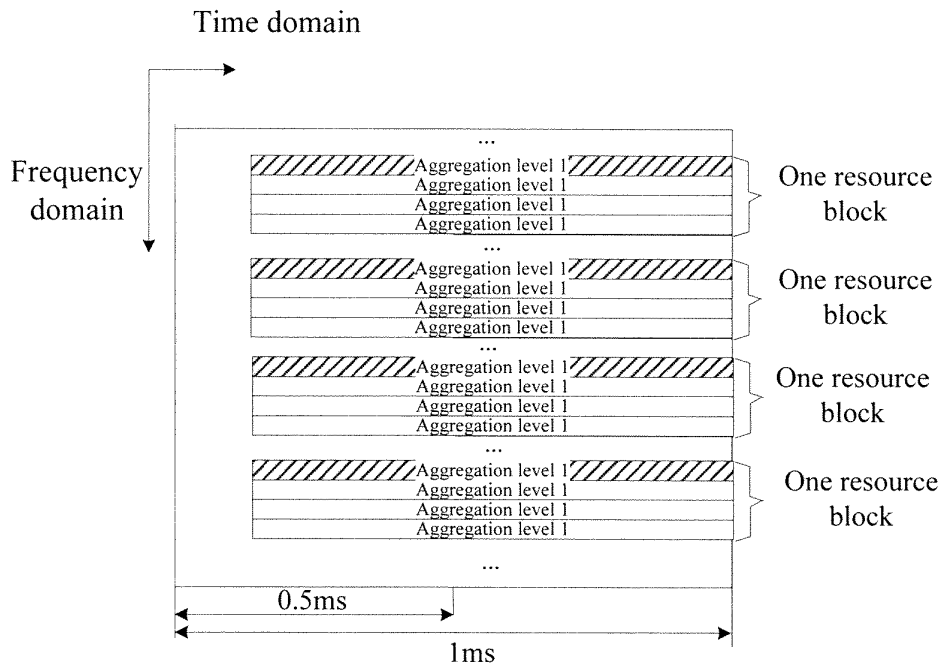 Time domain
Frequency
domain
...
Aggregation level 1
Aggregation level 1
Aggregation level 1
Aggregation level 1
One resource
block
...
Aggregation level 1
Aggregation level 1
Aggregation level 1
Aggregation level 1
One resource
block
...
Aggregation level 1
Aggregation level 1
Aggregation level 1
Aggregation level 1
One resource
block
...
Aggregation level 1
Aggregation level 1
Aggregation level 1
Aggregation level 1
One resource
block
...
0.5ms
1ms